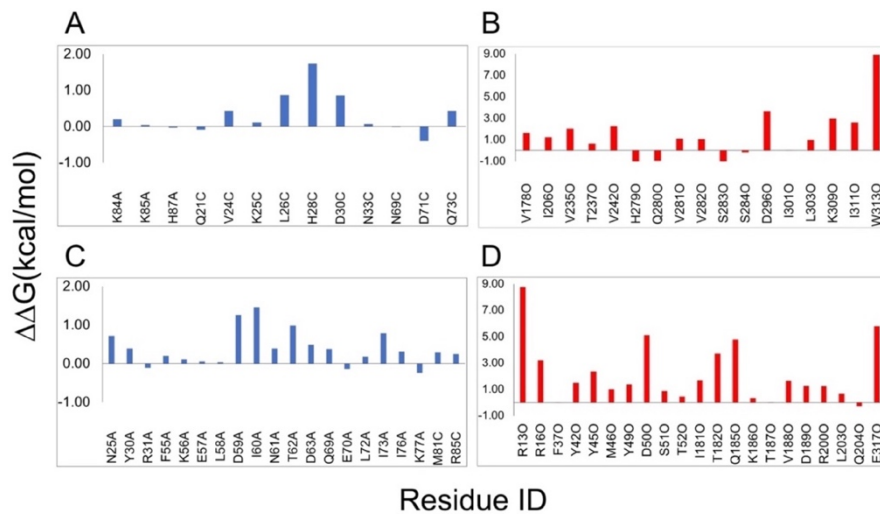 A
2.00
1.00
0.00
-1.00
K84A
K85A
H87A
Q21C
V24C
K25C
L26C
H28C
D30C
N33C
N69C
D71C
Q73C
B
9.00
7.00
5.00
3.00
1.00
-1.00
V178O
I206O
V235O
T237O
V242O
H279O
Q280O
V281O
V282O
S283O
S284O
D296O
I301O
L303O
K309O
I311O
W313O
ΔΔG(kcal/mol)
C
2.00
1.00
0.00
-1.00
N25A
Y30A
R31A
F55A
K56A
E57A
L58A
D59A
I60A
N61A
T62A
D63A
Q69A
E70A
L72A
I73A
I76A
K77A
M81C
R85C
D
9.00
7.00
5.00
3.00
1.00
-1.00
R13O
R16O
F37O
Y42O
Y45O
M46O
Y49O
D50O
S51O
T52O
I181O
T182O
Q185O
K186O
T187O
V188O
D189O
R200O
L203O
Q204O
F317O
Residue ID